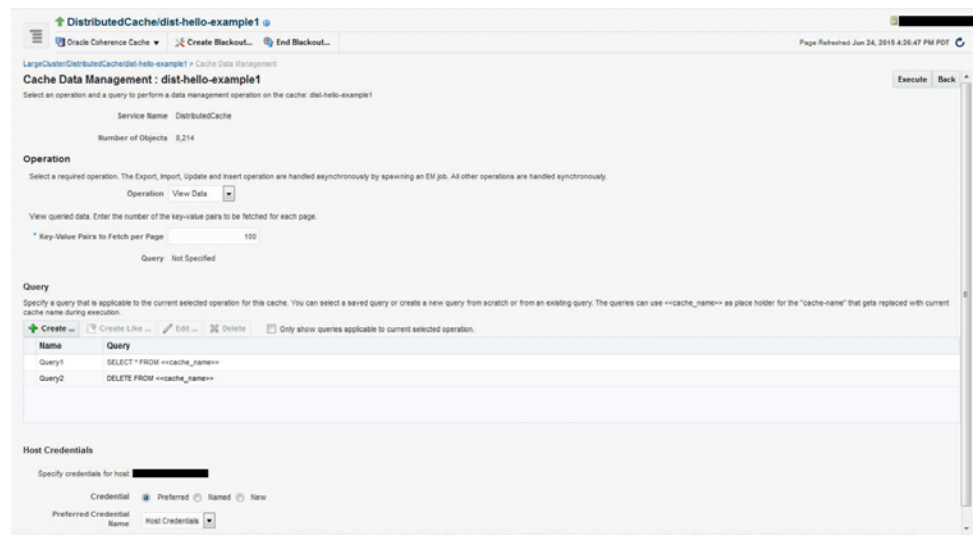 DistributedCache/dist-hello-example1
Oracle Coherence Cache Create Blackout... End Blackout... Page Refreshed Jun 24, 2015 4:26:47 PM PDT
LargeCluster/DistributedCache/dist-hello-example1 > Cache Data Management
Cache Data Management : dist-hello-example1 Execute Back
Select an operation and a query to perform a data management operation on the cache: dist-hello-example1
Service Name DistributedCache
Number of Objects 8,214
Operation
Select a required operation. The Export, Import, Update and Insert operation are handled asynchronously by spawning an EM job. All other operations are handled synchronously.
Operation View Data
View queried data. Enter the number of the key-value pairs to be fetched for each page.
* Key-Value Pairs to Fetch per Page 100
Query Not Specified
Query
Specify a query that is applicable to the current selected operation for this cache. You can select a saved query or create a new query from scratch or from an existing query. The queries can use <<cache_name>> as place holder for the "cache-name" that gets replaced with current
cache name during execution.
Create ... Create Like ... Edit ... Delete Only show queries applicable to current selected operation.
Name Query
Query1 SELECT * FROM <<cache_name>>
Query2 DELETE FROM <<cache_name>>
Host Credentials
Specify credentials for host
Credential Preferred Named New
Preferred Credential
Name Host Credentials